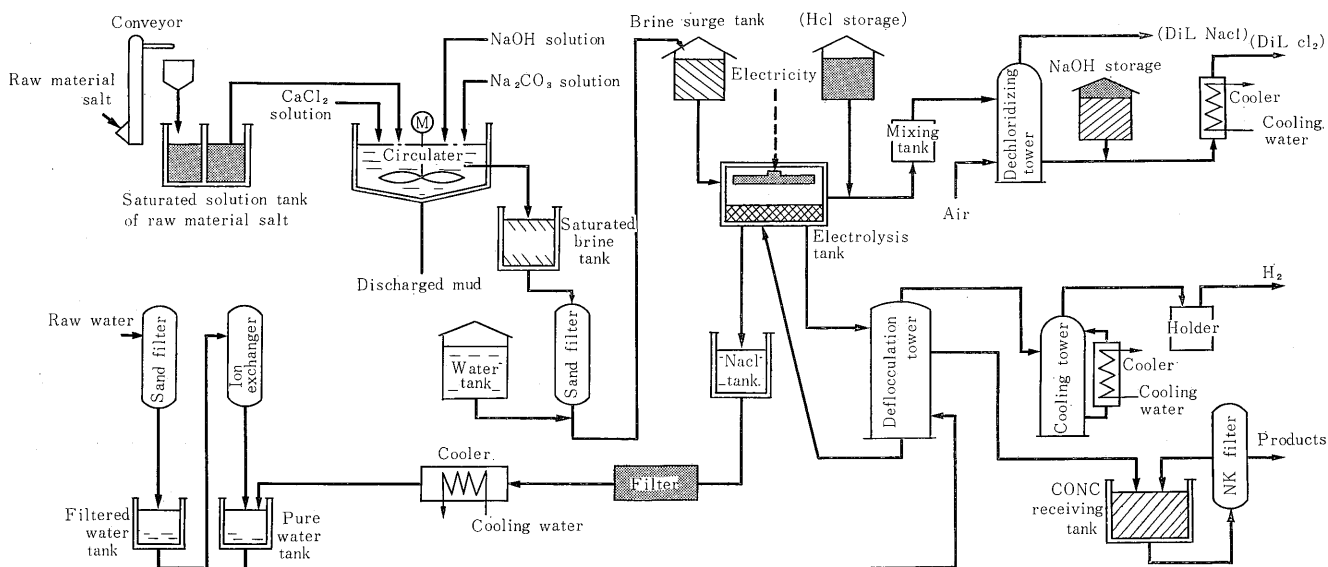 Conveyor
Raw material
salt
Saturated solution tank
of raw material salt
CaCl₂
solution
NaOH solution
Na₂CO₃ solution
M
Circulater
Discharged mud
Saturated
brine
tank
Brine surge tank
(Hcl storage)
Electricity
Mixing
tank
Electrolysis
tank
Dechloridizing
tower
Air
(DiL Nacl)
(DiL cl₂)
NaOH storage
Cooler
Cooling.
water
Raw water
Sand filter
Ion
exchanger
Water
tank
Sand filter
Nacl
tank.
Deflocculation
tower
Cooling tower
Cooler
Cooling
water
Holder
H₂
Filtered
water
tank
Pure
water
tank
Cooler.
Cooling water
Filter
CONC
receiving
tank
NK filter
Products